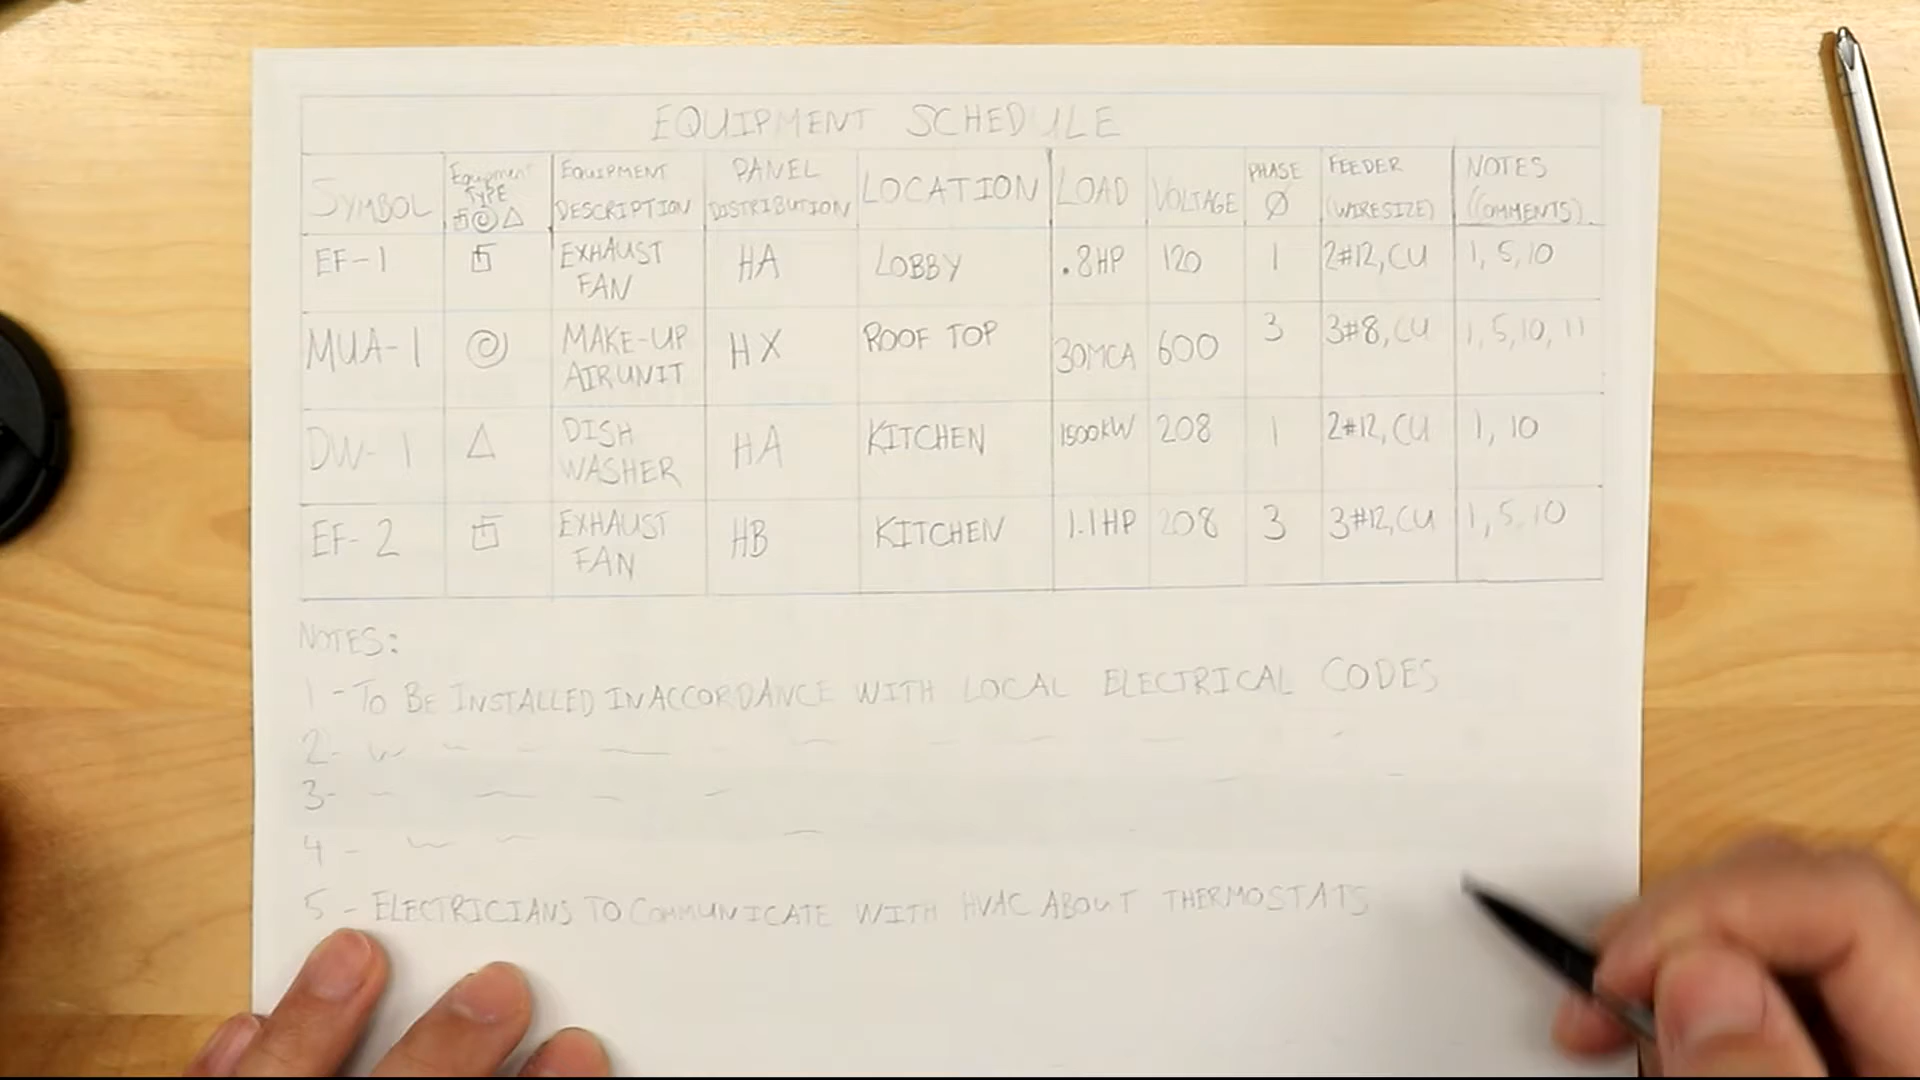 EQUIPMENT SCHEDULE
SYMBOL Equipment TYPE EQUIPMENT DESCRIPTION PANEL DISTRIBUTION LOCATION LOAD VOLTAGE PHASE Ø FEEDER (WIRESIZE) NOTES (COMMENTS)
EF-1 EXHAUST FAN HA LOBBY .8HP 120 1 2#12,CU 1, 5, 10
MUA-1 MAKE-UP AIR UNIT HX ROOF TOP 30MCA 600 3 3#8,CU 1, 5, 10, 11
DW-1 DISH WASHER HA KITCHEN 1500KW 208 1 2#12,CU 1, 10
EF-2 EXHAUST FAN HB KITCHEN 1.1HP 208 3 3#12,CU 1, 5, 10
NOTES:
1 - TO BE INSTALLED IN ACCORDANCE WITH LOCAL ELECTRICAL CODES
2-
3-
4-
5 - ELECTRICIANS TO COMMUNICATE WITH HVAC ABOUT THERMOSTATS